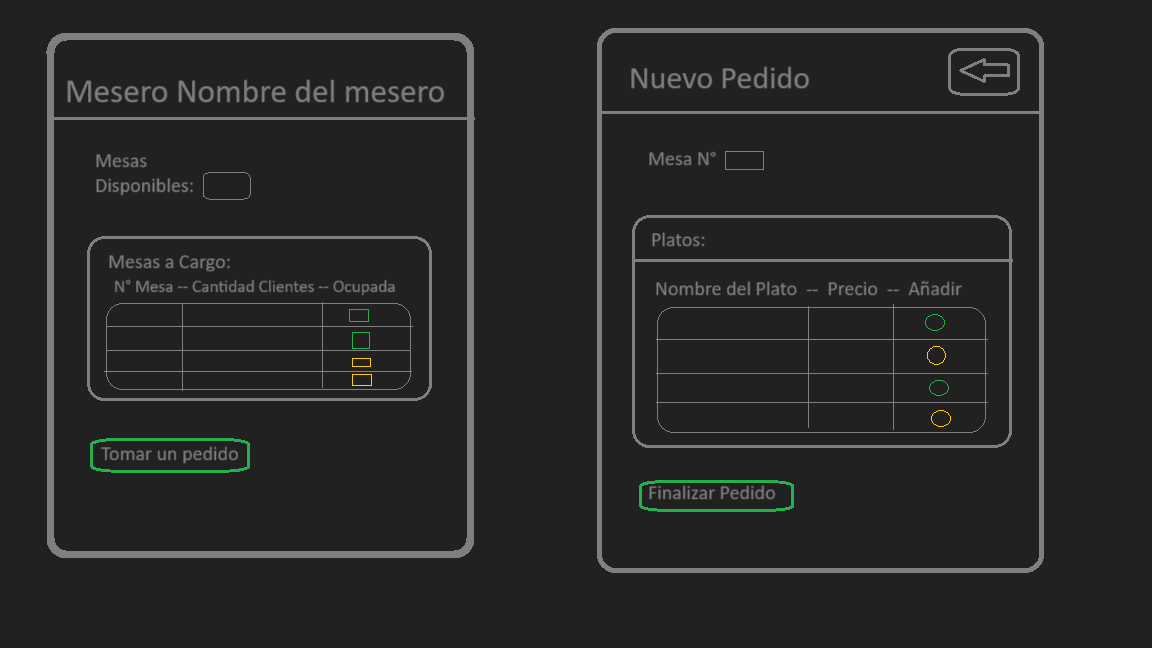 Mesero Nombre del mesero
Mesas
Disponibles:
Mesas a Cargo:
N° Mesa -- Cantidad Clientes -- Ocupada
Tomar un pedido
Nuevo Pedido
Mesa N°
Platos:
Nombre del Plato -- Precio -- Añadir
Finalizar Pedido